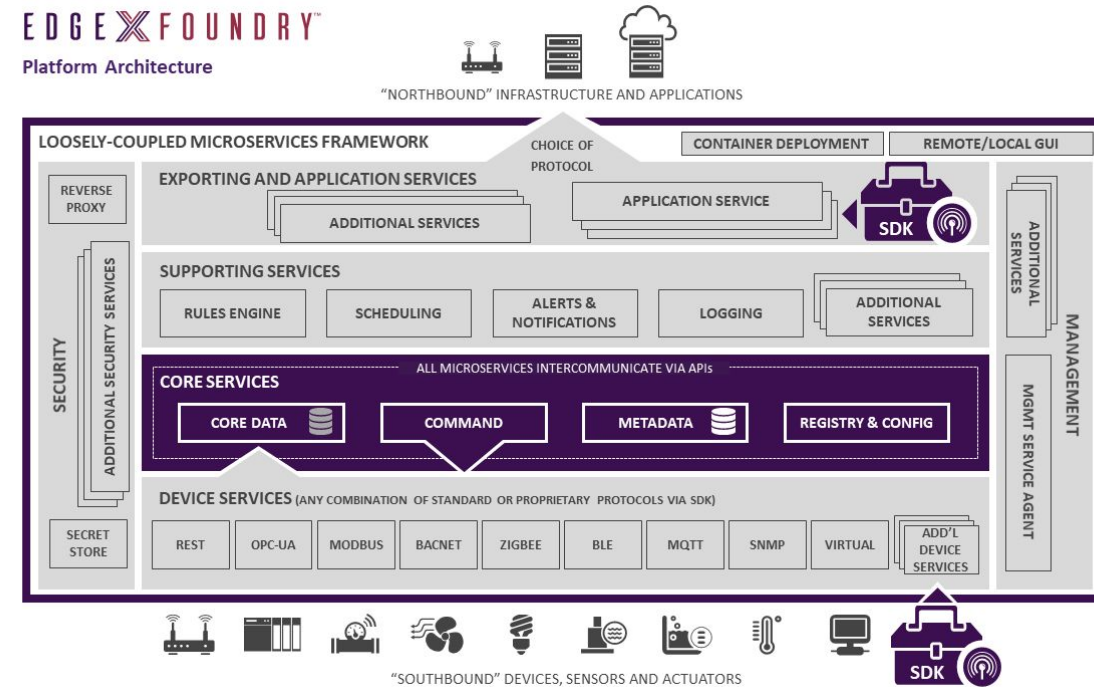 EDGE X FOUNDRY™
Platform Architecture
"NORTHBOUND" INFRASTRUCTURE AND APPLICATIONS
LOOSELY-COUPLED MICROSERVICES FRAMEWORK
CHOICE OF
PROTOCOL
CONTAINER DEPLOYMENT
REMOTE/LOCAL GUI
REVERSE
PROXY
SECURITY
ADDITIONAL SECURITY SERVICES
SECRET
STORE
EXPORTING AND APPLICATION SERVICES
ADDITIONAL SERVICES
APPLICATION SERVICE
SDK
SUPPORTING SERVICES
RULES ENGINE
SCHEDULING
ALERTS &
NOTIFICATIONS
LOGGING
ADDITIONAL
SERVICES
ALL MICROSERVICES INTERCOMMUNICATE VIA APIs
CORE SERVICES
CORE DATA
COMMAND
METADATA
REGISTRY & CONFIG
DEVICE SERVICES (ANY COMBINATION OF STANDARD OR PROPRIETARY PROTOCOLS VIA SDK)
REST
OPC-UA
MODBUS
BACNET
ZIGBEE
BLE
MQTT
SNMP
VIRTUAL
ADD'L
DEVICE
SERVICES
ADDITIONAL
SERVICES
MANAGEMENT
MGMT SERVICE AGENT
SDK
"SOUTHBOUND" DEVICES, SENSORS AND ACTUATORS